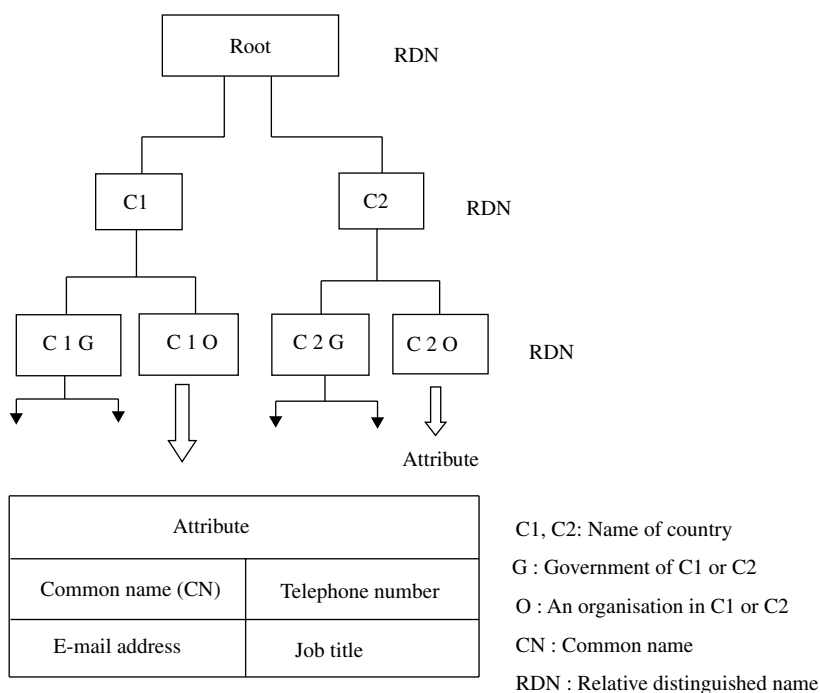 Root RDN
C1 C2 RDN
C 1 G C 1 O C 2 G C 2 O RDN
Attribute
Attribute
Common name (CN) Telephone number
E-mail address Job title
C1, C2: Name of country
G : Government of C1 or C2
O : An organisation in C1 or C2
CN : Common name
RDN : Relative distinguished name